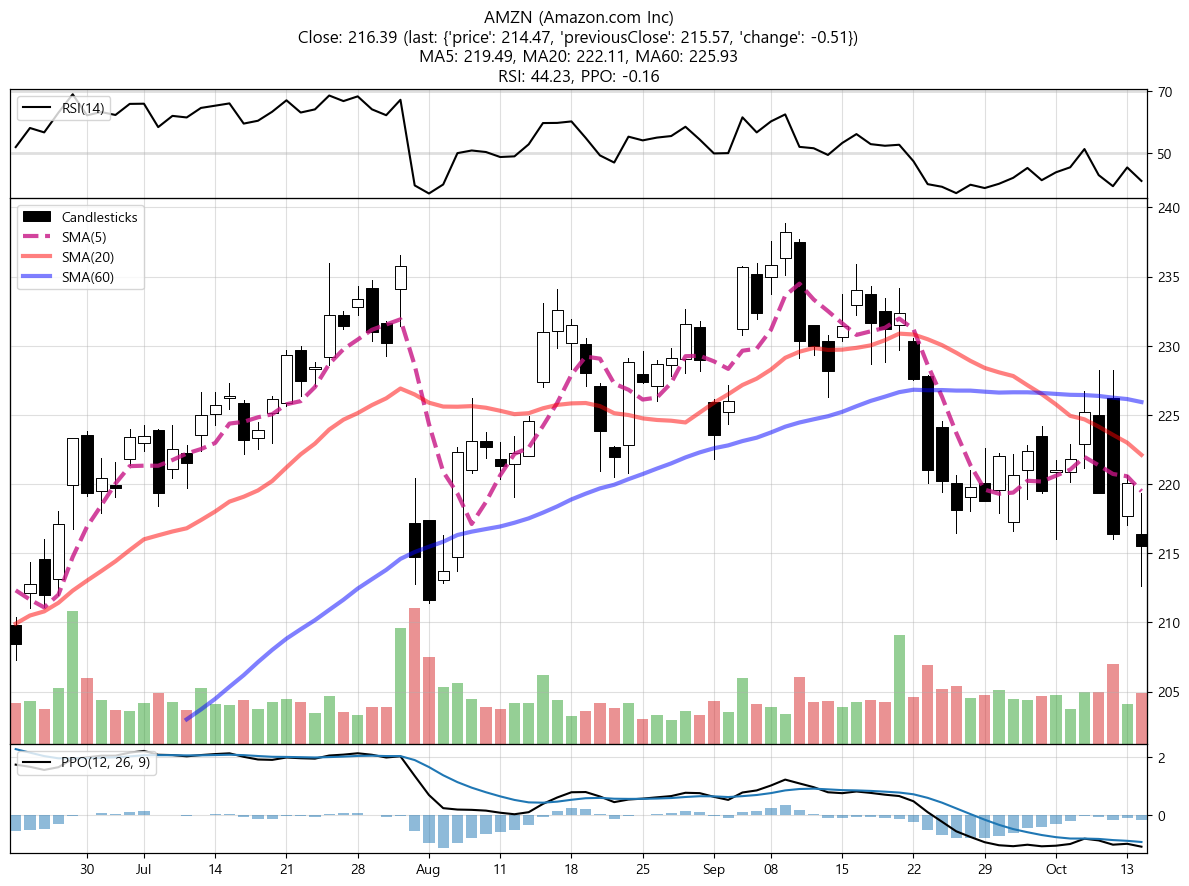 AMZN (Amazon.com Inc)
Close: 216.39 (last: {'price': 214.47, 'previousClose': 215.57, 'change': -0.51})
MA5: 219.49, MA20: 222.11, MA60: 225.93
RSI: 44.23, PPO: -0.16
RSI(14)
70
50
Candlesticks
SMA(5)
SMA(20)
SMA(60)
240
235
230
225
220
215
210
205
PPO(12, 26, 9)
2
0
30 Jul 14 21 28 Aug 11 18 25 Sep 08 15 22 29 Oct 13